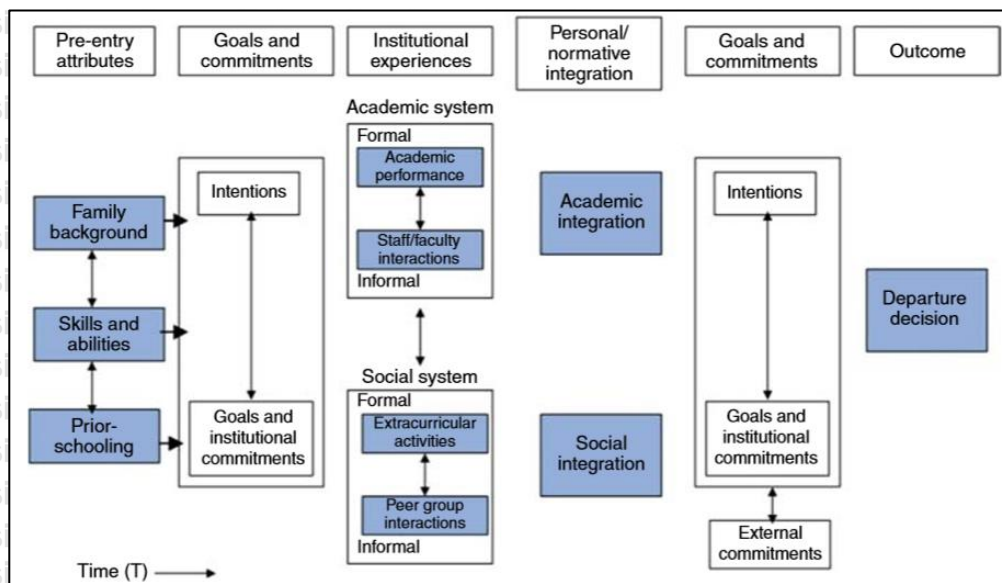 Pre-entry
attributes
Goals and
commitments
Institutional
experiences
Personal/
normative
integration
Goals and
commitments
Outcome
Academic system
Formal
Academic
performance
Staff/faculty
interactions
Informal
Family
background
Skills and
abilities
Prior-
schooling
Intentions
Goals and
institutional
commitments
Social system
Formal
Extracurricular
activities
Peer group
interactions
Informal
Academic
integration
Social
integration
Intentions
Goals and
institutional
commitments
External
commitments
Departure
decision
Time (T)